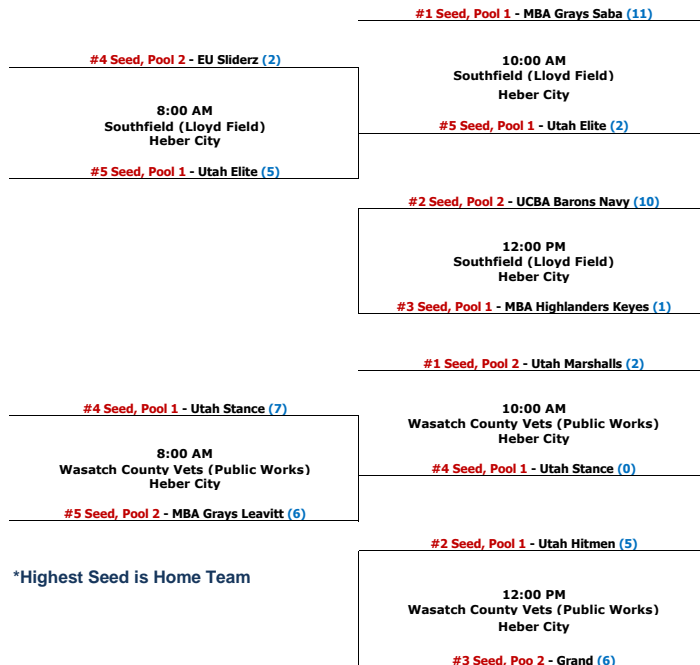 #1 Seed, Pool 1 - MBA Grays Saba (11)
#4 Seed, Pool 2 - EU Sliderz (2)
10:00 AM
Southfield (Lloyd Field)
Heber City
8:00 AM
Southfield (Lloyd Field)
Heber City
#5 Seed, Pool 1 - Utah Elite (2)
#5 Seed, Pool 1 - Utah Elite (5)
#2 Seed, Pool 2 - UCBA Barons Navy (10)
12:00 PM
Southfield (Lloyd Field)
Heber City
#3 Seed, Pool 1 - MBA Highlanders Keyes (1)
#1 Seed, Pool 2 - Utah Marshalls (2)
#4 Seed, Pool 1 - Utah Stance (7)
10:00 AM
Wasatch County Vets (Public Works)
Heber City
8:00 AM
Wasatch County Vets (Public Works)
Heber City
#4 Seed, Pool 1 - Utah Stance (0)
#5 Seed, Pool 2 - MBA Grays Leavitt (6)
#2 Seed, Pool 1 - Utah Hitmen (5)
*Highest Seed is Home Team
12:00 PM
Wasatch County Vets (Public Works)
Heber City
#3 Seed, Poo 2 - Grand (6)